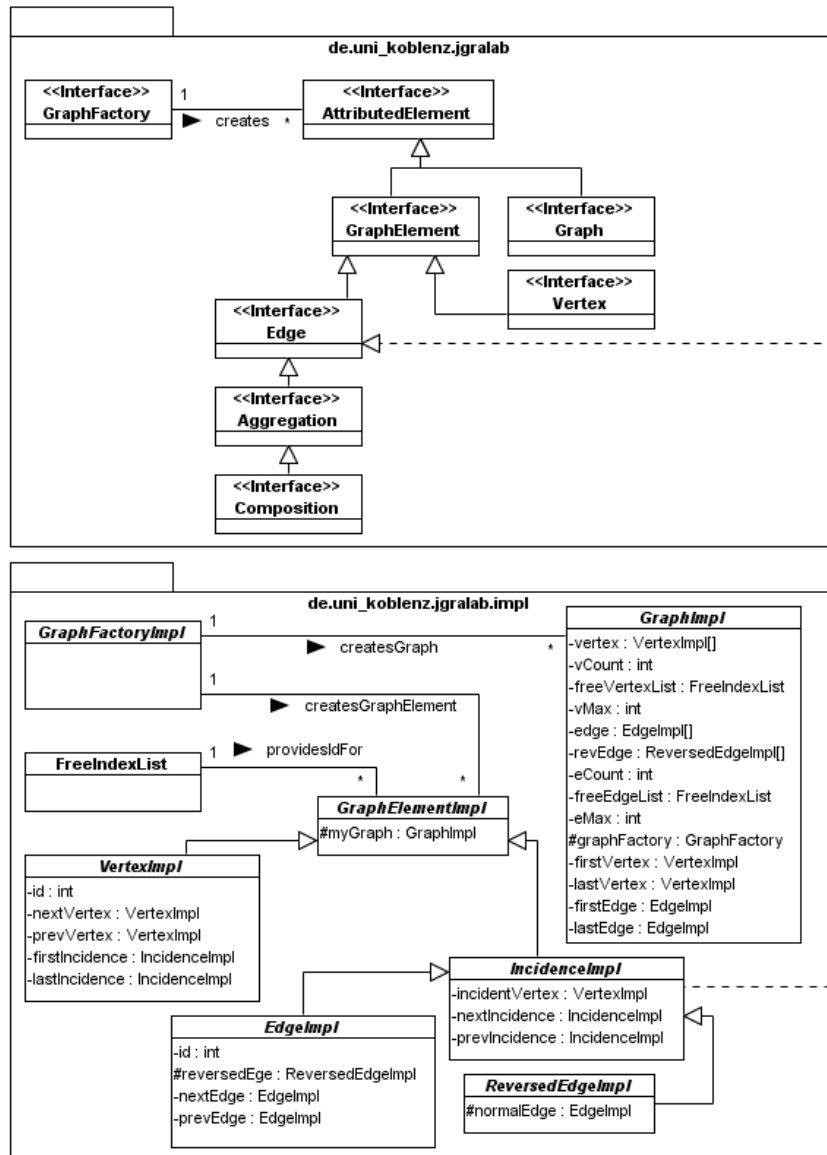 de.uni_koblenz.jgralab
<<Interface>>
GraphFactory
1
creates
*
<<Interface>>
AttributedElement
<<Interface>>
GraphElement
<<Interface>>
Graph
<<Interface>>
Vertex
<<Interface>>
Edge
<<Interface>>
Aggregation
<<Interface>>
Composition
de.uni_koblenz.jgralab.impl
GraphFactoryImpl
1
createsGraph
*
1
createsGraphElement
*
FreeIndexList
1
providesIdFor
*
GraphImpl
-vertex : VertexImpl[]
-vCount : int
-freeVertexList : FreeIndexList
-vMax : int
-edge : EdgeImpl[]
-revEdge : ReversedEdgeImpl[]
-eCount : int
-freeEdgeList : FreeIndexList
-eMax : int
#graphFactory : GraphFactory
-firstVertex : VertexImpl
-lastVertex : VertexImpl
-firstEdge : EdgeImpl
-lastEdge : EdgeImpl
GraphElementImpl
#myGraph : GraphImpl
VertexImpl
-id : int
-nextVertex : VertexImpl
-prevVertex : VertexImpl
-firstIncidence : IncidenceImpl
-lastIncidence : IncidenceImpl
IncidenceImpl
-incidentVertex : VertexImpl
-nextIncidence : IncidenceImpl
-prevIncidence : IncidenceImpl
EdgeImpl
-id : int
#reversedEge : ReversedEdgeImpl
-nextEdge : EdgeImpl
-prevEdge : EdgeImpl
ReversedEdgeImpl
#normalEdge : EdgeImpl